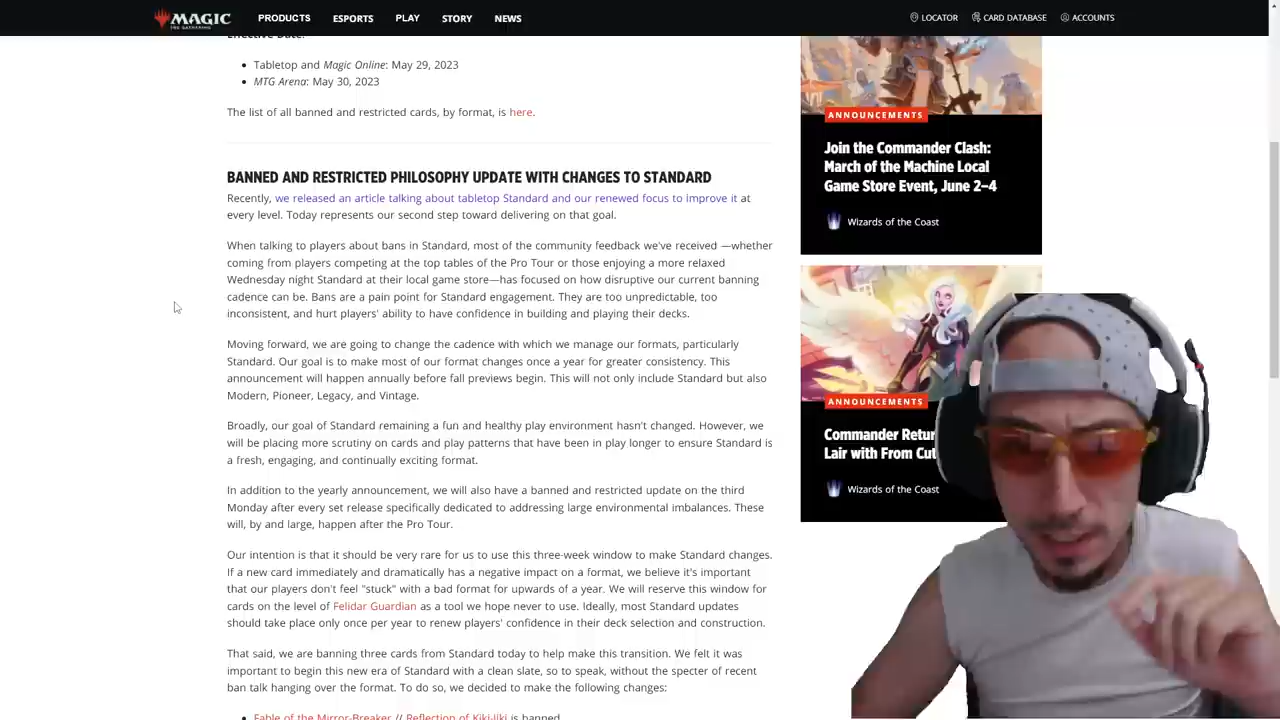 MAGIC
THE GATHERING
PRODUCTS
ESPORTS
PLAY
STORY
NEWS
LOCATOR
CARD DATABASE
ACCOUNTS
Effective Date:
Tabletop and Magic Online: May 29, 2023
MTG Arena: May 30, 2023
The list of all banned and restricted cards, by format, is here.
BANNED AND RESTRICTED PHILOSOPHY UPDATE WITH CHANGES TO STANDARD
Recently, we released an article talking about tabletop Standard and our renewed focus to improve it at
every level. Today represents our second step toward delivering on that goal.
When talking to players about bans in Standard, most of the community feedback we've received —whether
coming from players competing at the top tables of the Pro Tour or those enjoying a more relaxed
Wednesday night Standard at their local game store—has focused on how disruptive our current banning
cadence can be. Bans are a pain point for Standard engagement. They are too unpredictable, too
inconsistent, and hurt players' ability to have confidence in building and playing their decks.
Moving forward, we are going to change the cadence with which we manage our formats, particularly
Standard. Our goal is to make most of our format changes once a year for greater consistency. This
announcement will happen annually before fall previews begin. This will not only include Standard but also
Modern, Pioneer, Legacy, and Vintage.
Broadly, our goal of Standard remaining a fun and healthy play environment hasn't changed. However, we
will be placing more scrutiny on cards and play patterns that have been in play longer to ensure Standard is
a fresh, engaging, and continually exciting format.
In addition to the yearly announcement, we will also have a banned and restricted update on the third
Monday after every set release specifically dedicated to addressing large environmental imbalances. These
will, by and large, happen after the Pro Tour.
Our intention is that it should be very rare for us to use this three-week window to make Standard changes.
If a new card immediately and dramatically has a negative impact on a format, we believe it's important
that our players don't feel "stuck" with a bad format for upwards of a year. We will reserve this window for
cards on the level of Felidar Guardian as a tool we hope never to use. Ideally, most Standard updates
should take place only once per year to renew players' confidence in their deck selection and construction.
That said, we are banning three cards from Standard today to help make this transition. We felt it was
important to begin this new era of Standard with a clean slate, so to speak, without the specter of recent
ban talk hanging over the format. To do so, we decided to make the following changes:
Fable of the Mirror-Breaker // Reflection of Kiki-Jiki is banned
ANNOUNCEMENTS
Join the Commander Clash:
March of the Machine Local
Game Store Event, June 2–4
Wizards of the Coast
ANNOUNCEMENTS
Commander Retur
Lair with From Cu
Wizards of the Coast